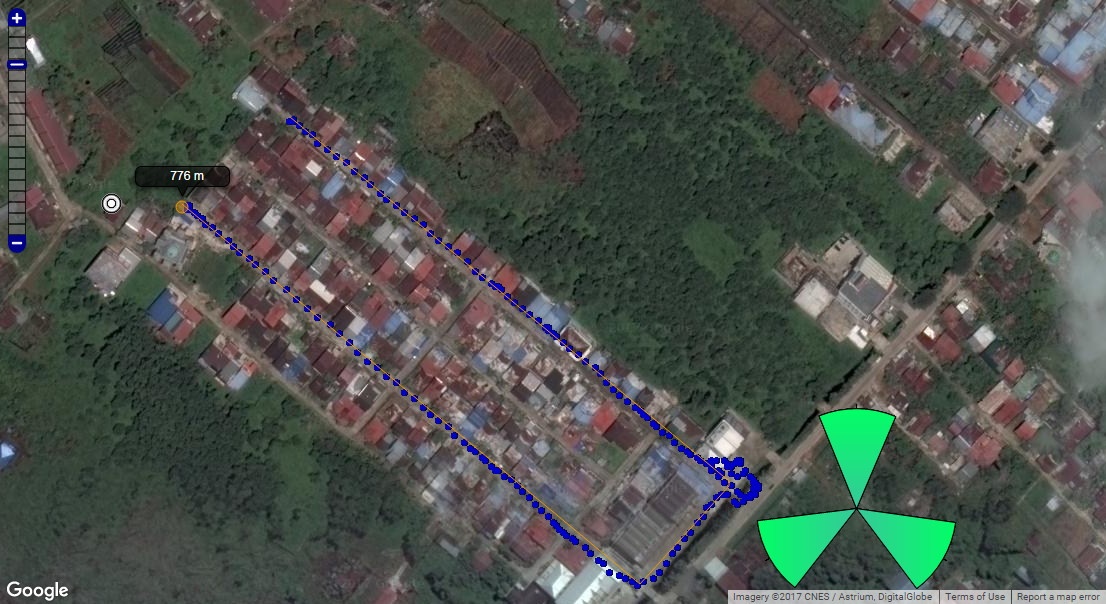 +
776 m
Google
Imagery ©2017 CNES / Astrium, DigitalGlobe
Terms of Use
Report a map error